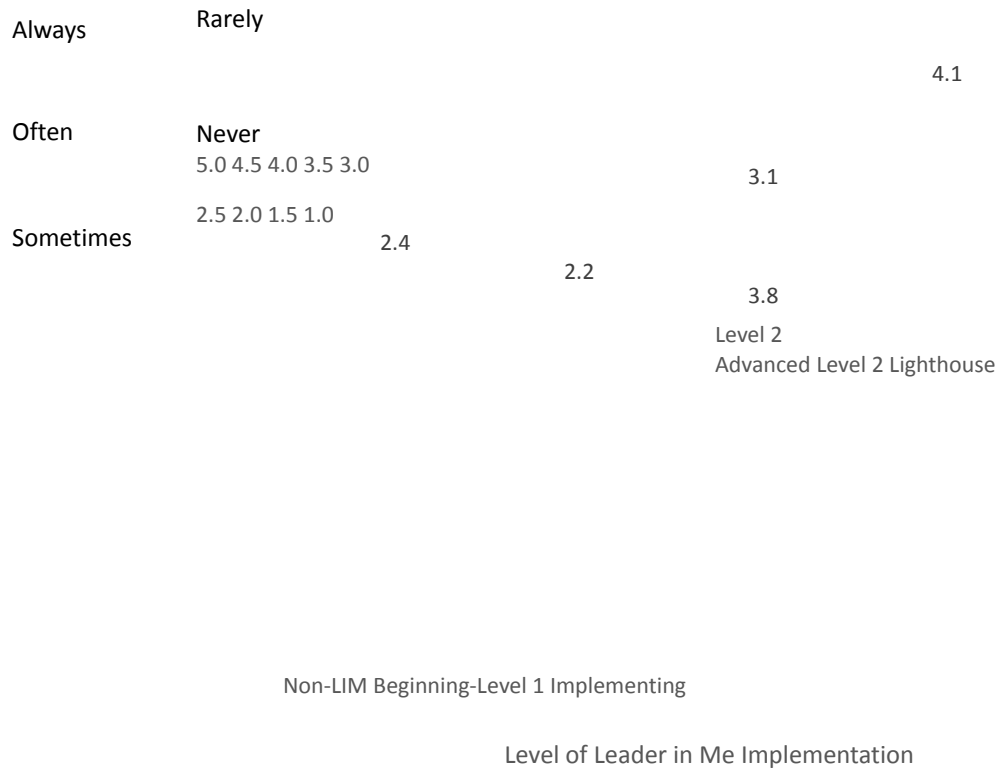 Always
Rarely
4.1
Often
Never
5.0 4.5 4.0 3.5 3.0
3.1
2.5 2.0 1.5 1.0
Sometimes
2.4
2.2
3.8
Level 2
Advanced Level 2 Lighthouse
Non-LIM Beginning-Level 1 Implementing
Level of Leader in Me Implementation